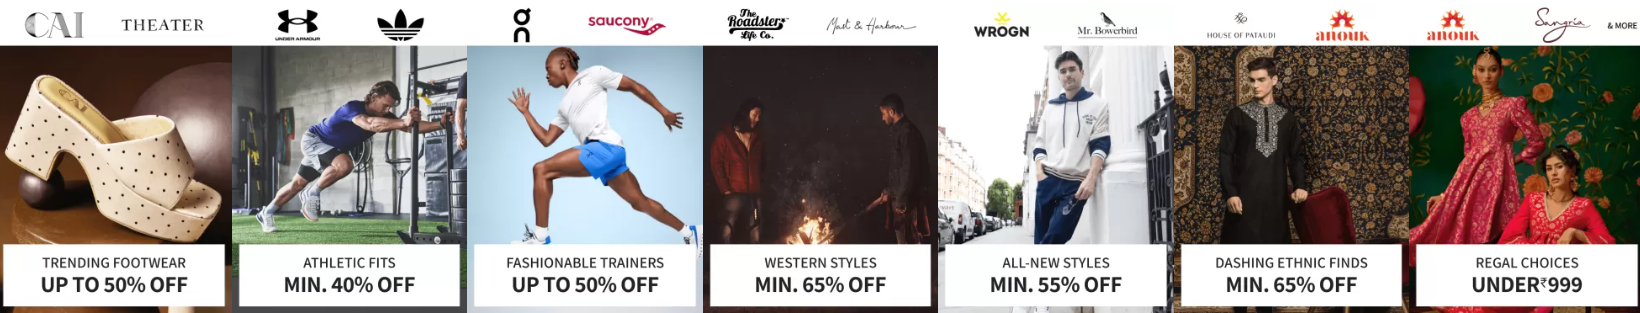 CAI
THEATER
UNDER ARMOUR
saucony
The
Roadster
Life Co.
Mast & Harbour
WROGN
Mr. Bowerbird
HOUSE OF PATAUDI
anouk
anouk
Sangria
& MORE
CAI
TRENDING FOOTWEAR
UP TO 50% OFF
ATHLETIC FITS
MIN. 40% OFF
FASHIONABLE TRAINERS
UP TO 50% OFF
WESTERN STYLES
MIN. 65% OFF
ALL-NEW STYLES
MIN. 55% OFF
DASHING ETHNIC FINDS
MIN. 65% OFF
REGAL CHOICES
UNDER ₹999